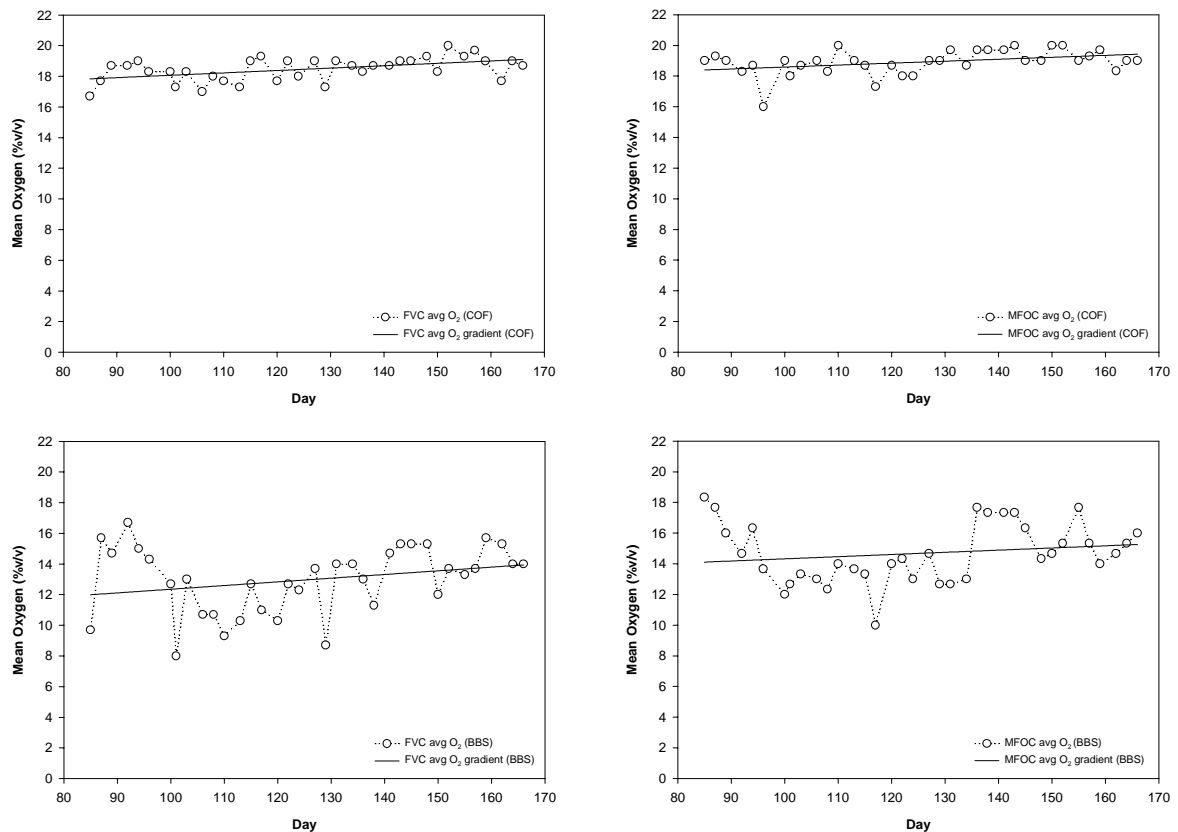 22
20
18
16
14
12
10
8
6
4
2
0
Mean Oxygen (%v/v)
FVC avg O₂ (COF)
FVC avg O₂ gradient (COF)
80 90 100 110 120 130 140 150 160 170
Day
22
20
18
16
14
12
10
8
6
4
2
0
Mean Oxygen (%v/v)
MFOC avg O₂ (COF)
MFOC avg O₂ gradient (COF)
80 90 100 110 120 130 140 150 160 170
Day
22
20
18
16
14
12
10
8
6
4
2
0
Mean Oxygen (%v/v)
FVC avg O₂ (BBS)
FVC avg O₂ gradient (BBS)
80 90 100 110 120 130 140 150 160 170
Day
22
20
18
16
14
12
10
8
6
4
2
0
Mean Oxygen (%v/v)
MFOC avg O₂ (BBS)
MFOC avg O₂ gradient (BBS)
80 90 100 110 120 130 140 150 160 170
Day